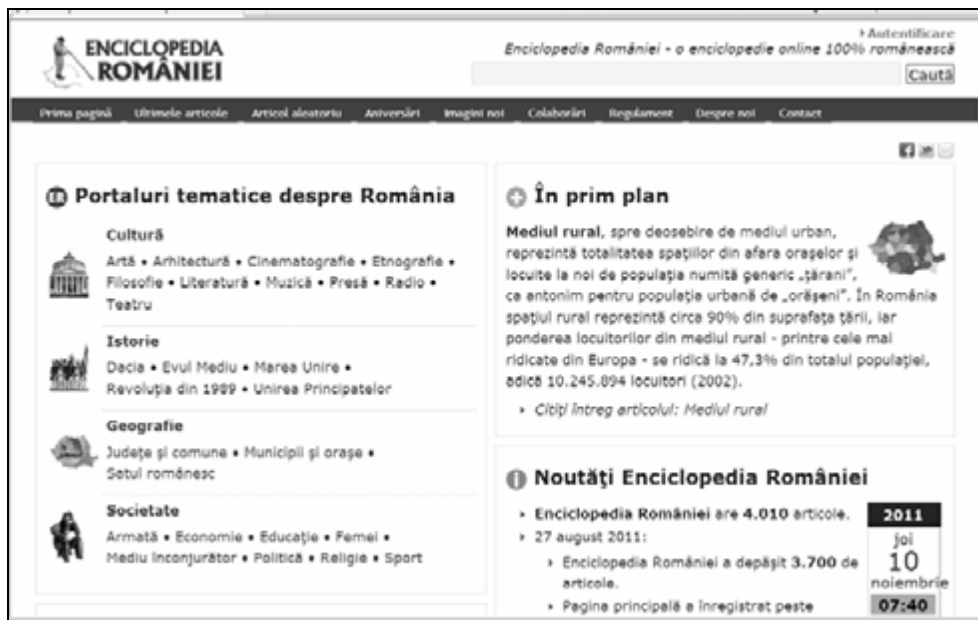 Autentificare
ENCICLOPEDIA
ROMÂNIEI
Enciclopedia României - o enciclopedie online 100% românească
Caută
Prima pagină Ultimele articole Articol aleatoriu Aniversări Imagini noi Colaborări Regulament Despre noi Contact
Portaluri tematice despre România
Cultură
Artă • Arhitectură • Cinematografie • Etnografie •
Filosofie • Literatură • Muzică • Presă • Radio •
Teatru
Istorie
Dacia • Evul Mediu • Marea Unire •
Revoluția din 1989 • Unirea Principatelor
Geografie
Județe și comune • Municipii și orașe •
Satul românesc
Societate
Armată • Economie • Educație • Femei •
Mediu înconjurător • Politică • Religie • Sport
În prim plan
Mediul rural, spre deosebire de mediul urban,
reprezintă totalitatea spațiilor din afara orașelor și
locuite la noi de populația numită generic „țărani”,
ca antonim pentru populația urbană de „orășeni”. În România
spațiul rural reprezintă circa 90% din suprafața țării, iar
ponderea locuitorilor din mediul rural - printre cele mai
ridicate din Europa - se ridică la 47,3% din totalul populației,
adică 10.245.894 locuitori (2002).
Citiți întreg articolul: Mediul rural
Noutăți Enciclopedia României
Enciclopedia României are 4.010 articole.
27 august 2011:
Enciclopedia României a depășit 3.700 de
articole.
Pagina principală a înregistrat peste
2011
joi
10
noiembrie
07:40